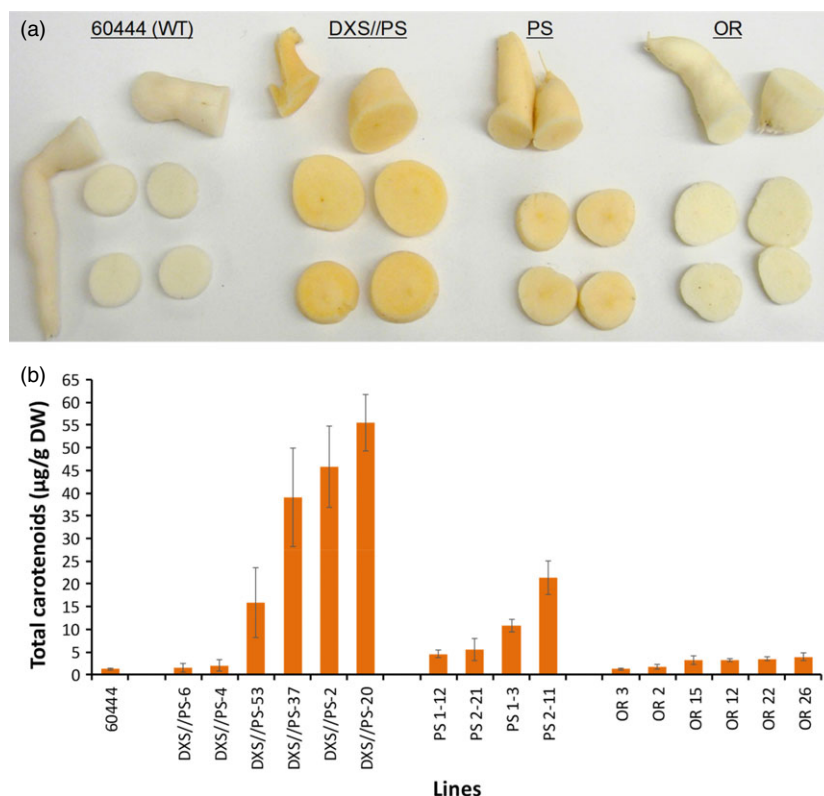 (a)
60444 (WT) DXS//PS PS OR
(b)
Total carotenoids (µg/g DW)
65
60
55
50
45
40
35
30
25
20
15
10
5
0
60444
DXS//PS-6
DXS//PS-4
DXS//PS-53
DXS//PS-37
DXS//PS-2
DXS//PS-20
PS 1-12
PS 2-21
PS 1-3
PS 2-11
OR 3
OR 2
OR 15
OR 12
OR 22
OR 26
Lines